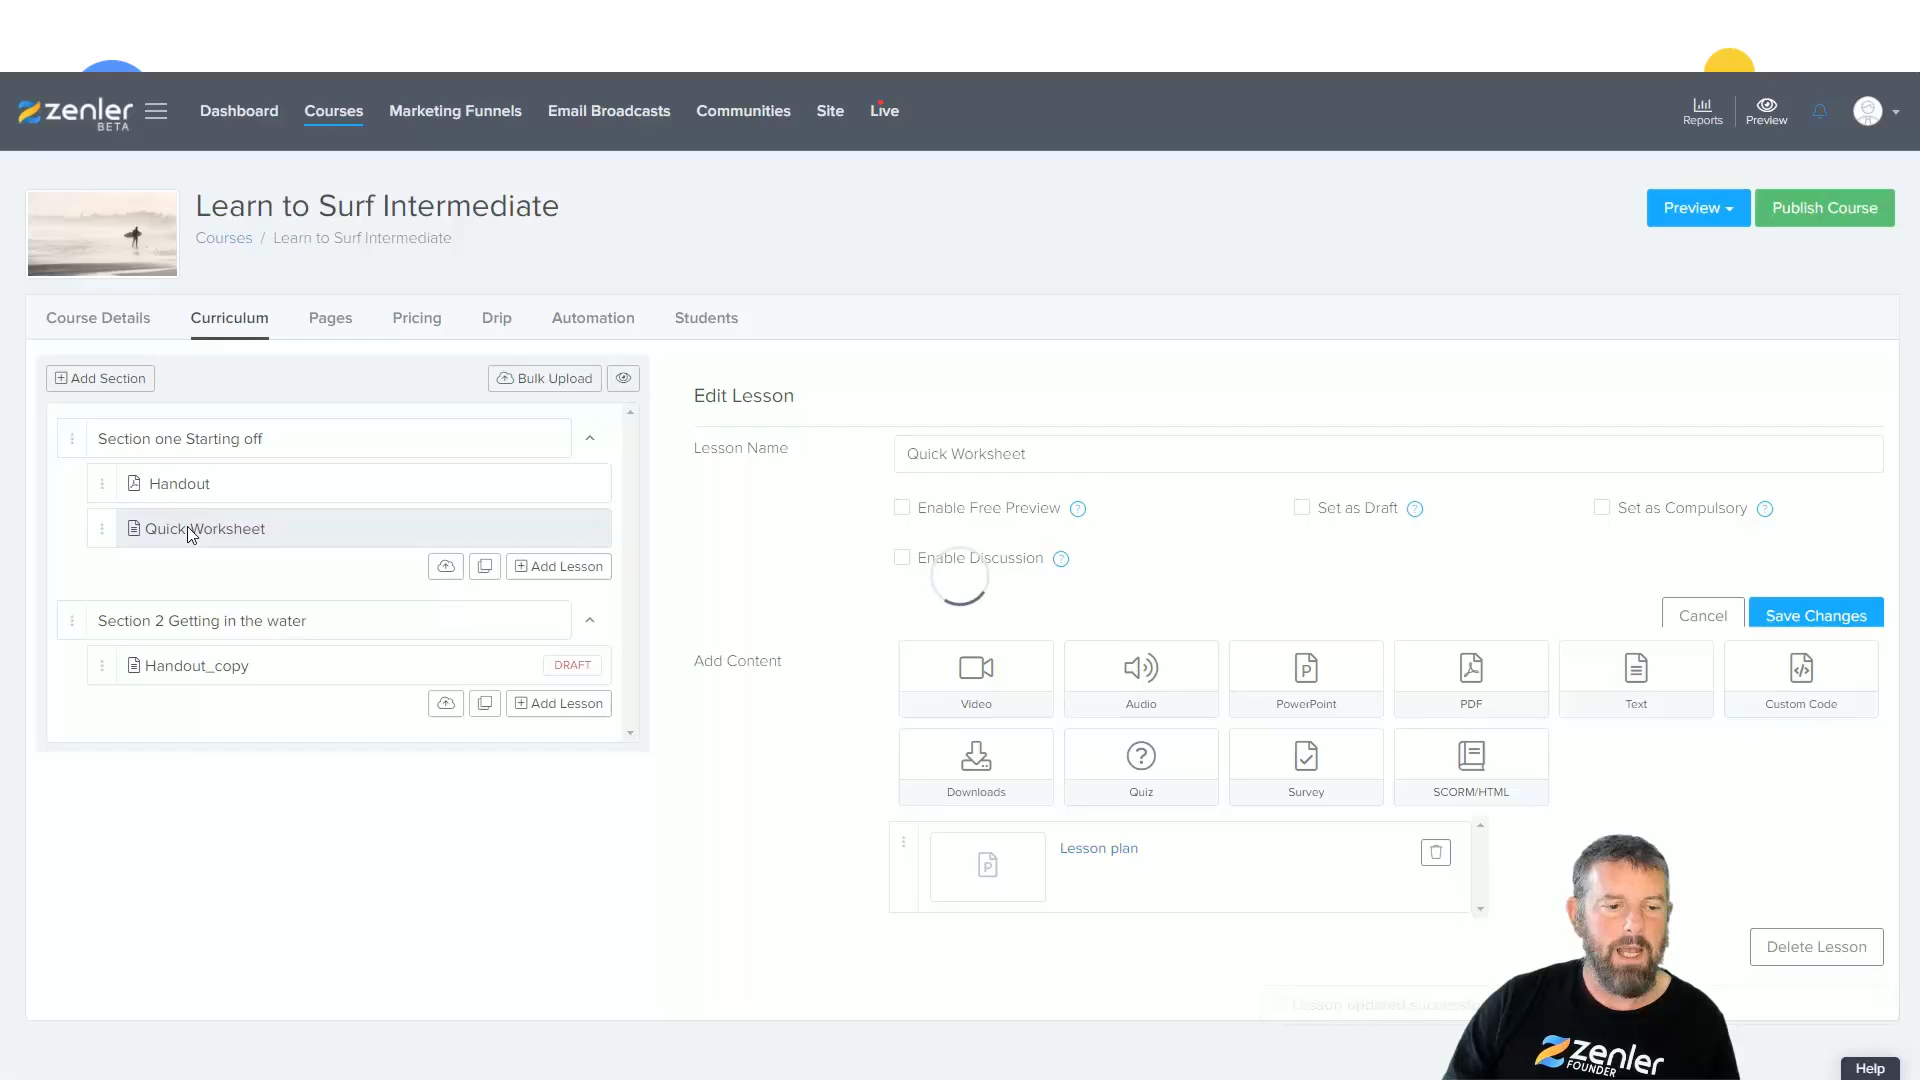 zenler
BETA
Dashboard
Courses
Marketing Funnels
Email Broadcasts
Communities
Site
Live
Reports
Preview
Learn to Surf Intermediate
Courses / Learn to Surf Intermediate
Preview
Publish Course
Course Details
Curriculum
Pages
Pricing
Drip
Automation
Students
Add Section
Bulk Upload
Section one Starting off
Handout
Quick Worksheet
Add Lesson
Section 2 Getting in the water
Handout_copy
DRAFT
Add Lesson
Edit Lesson
Lesson Name
Quick Worksheet
Enable Free Preview ?
Set as Draft ?
Set as Compulsory ?
Enable Discussion ?
Cancel
Save Changes
Add Content
Video
Audio
P
PowerPoint
PDF
Text
Custom Code
Downloads
?
Quiz
Survey
SCORM/HTML
P
Lesson plan
Delete Lesson
Lesson updated
zenler
FOUNDER
Help